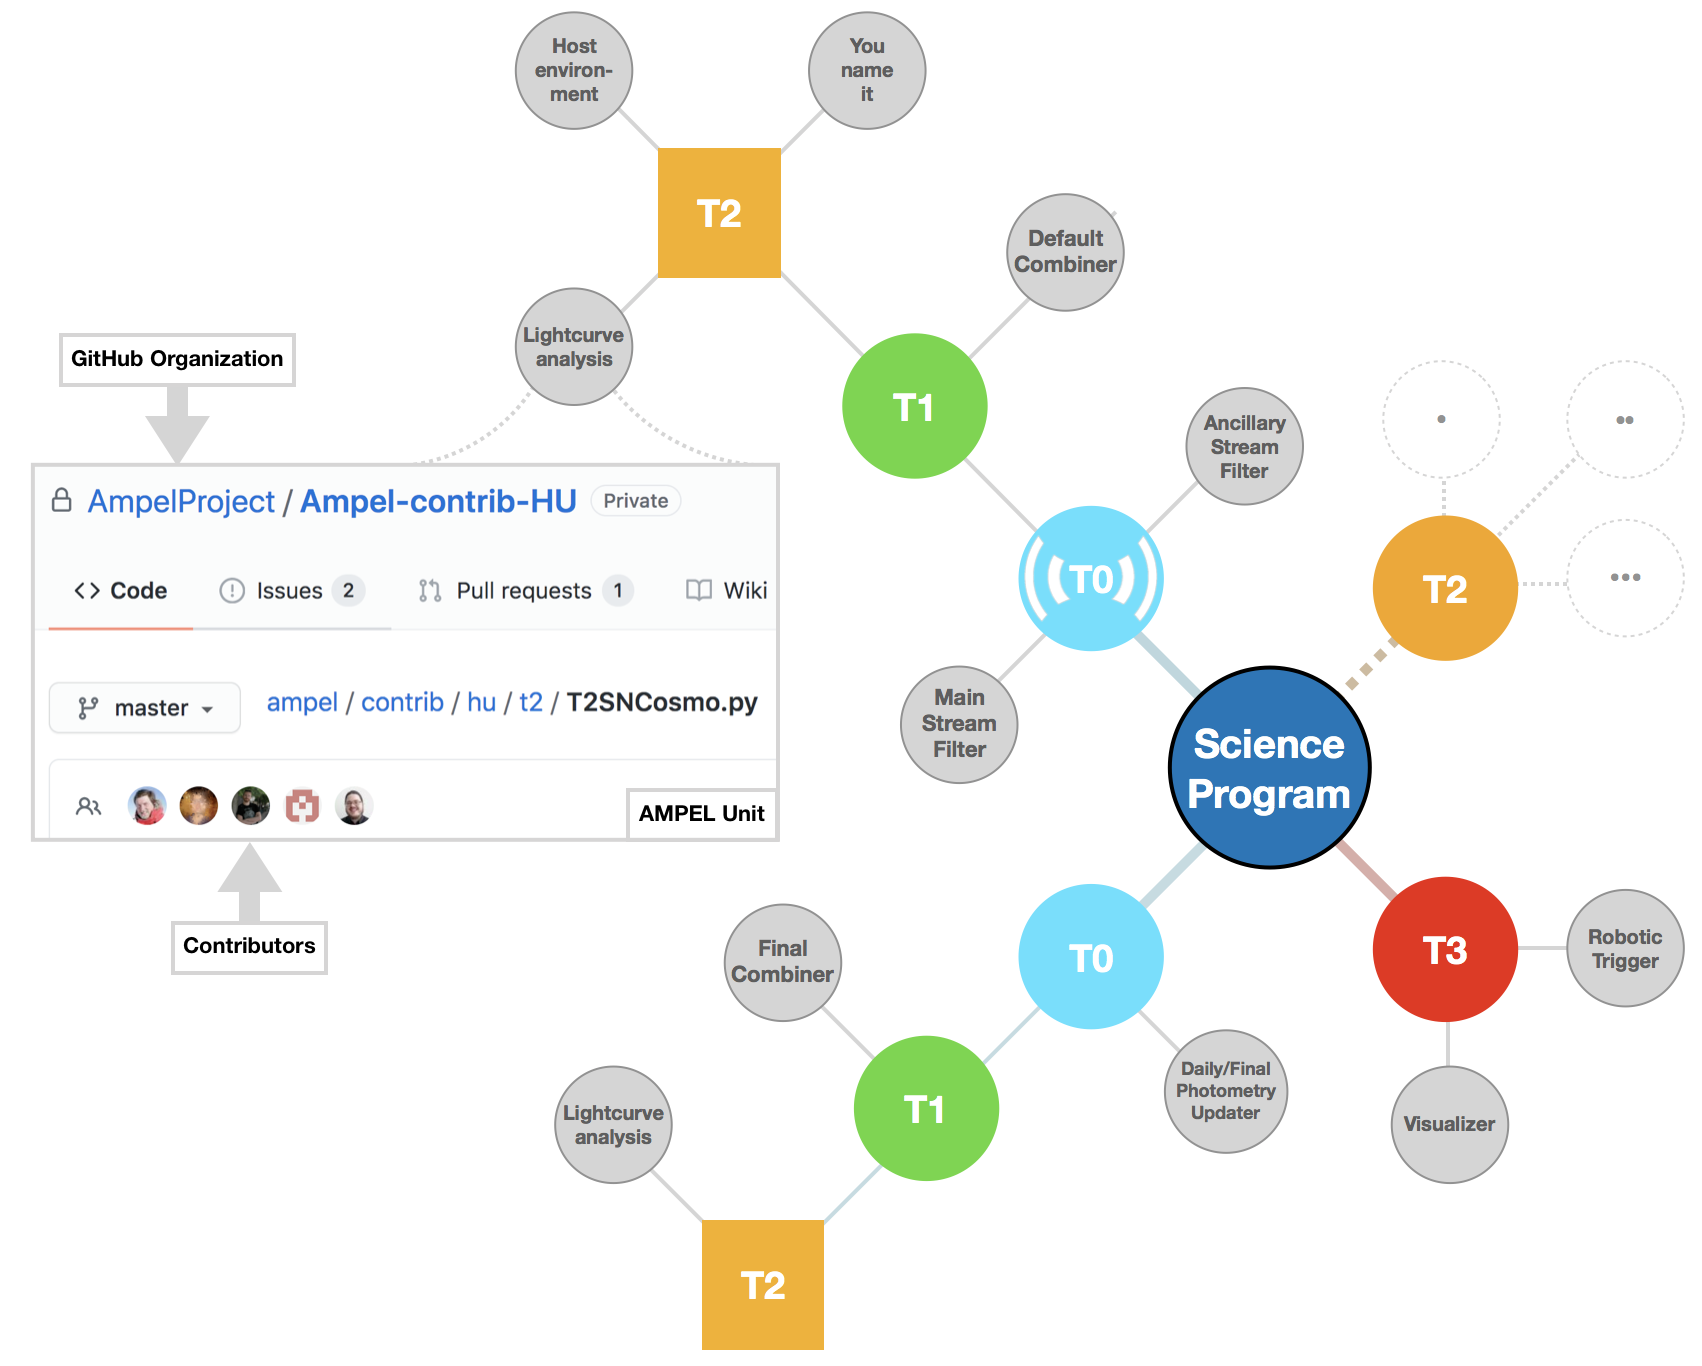 Host
environ-
ment
You
name
it
T2
Default
Combiner
Lightcurve
analysis
GitHub Organization
T1
Ancillary
Stream
Filter
•
••
•••
AmpelProject / Ampel-contrib-HU Private
<> Code Issues 2 Pull requests 1 Wiki
T0
T2
master ampel / contrib / hu / t2 / T2SNCosmo.py
Main
Stream
Filter
Science
Program
AMPEL Unit
Contributors
Final
Combiner
T0
T3
Robotic
Trigger
Daily/Final
Photometry
Updater
T1
Lightcurve
analysis
Visualizer
T2